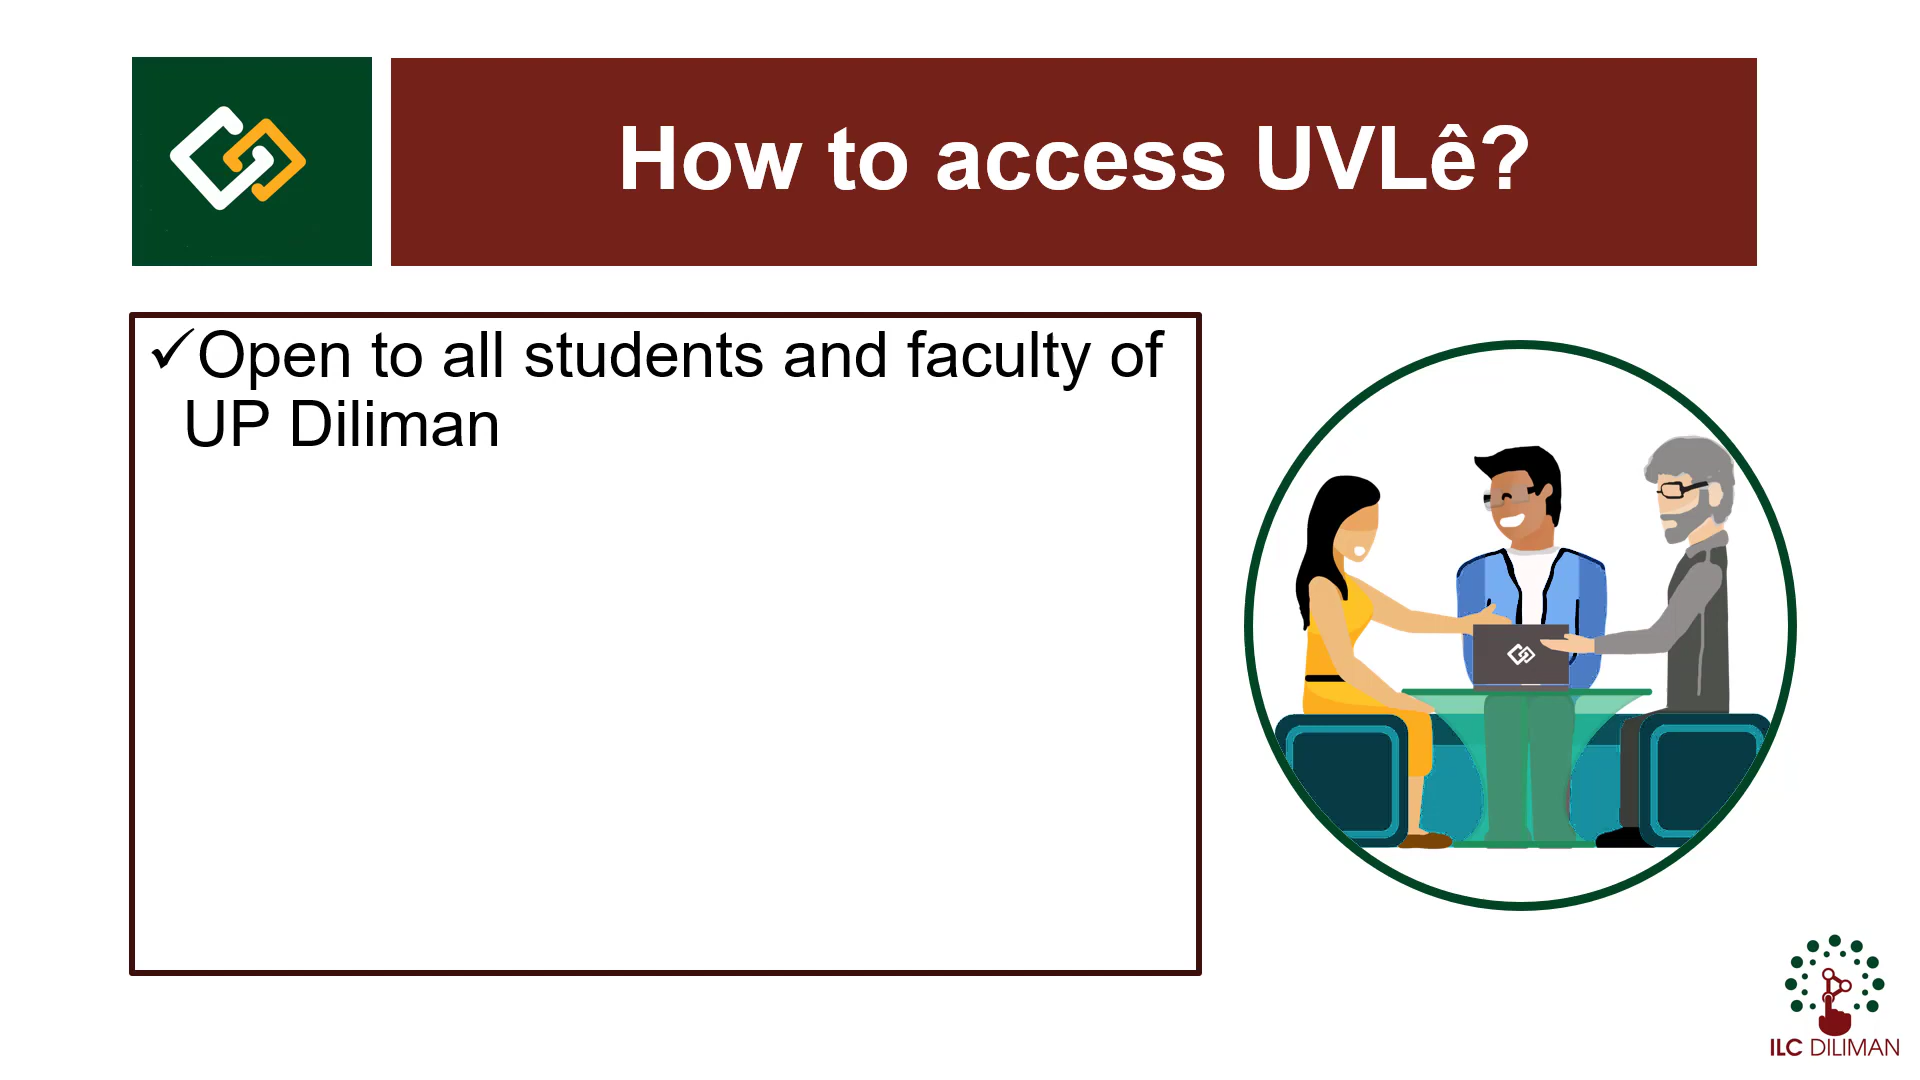 How to access UVLê?
✓Open to all students and faculty of
UP Diliman
ILC DILIMAN